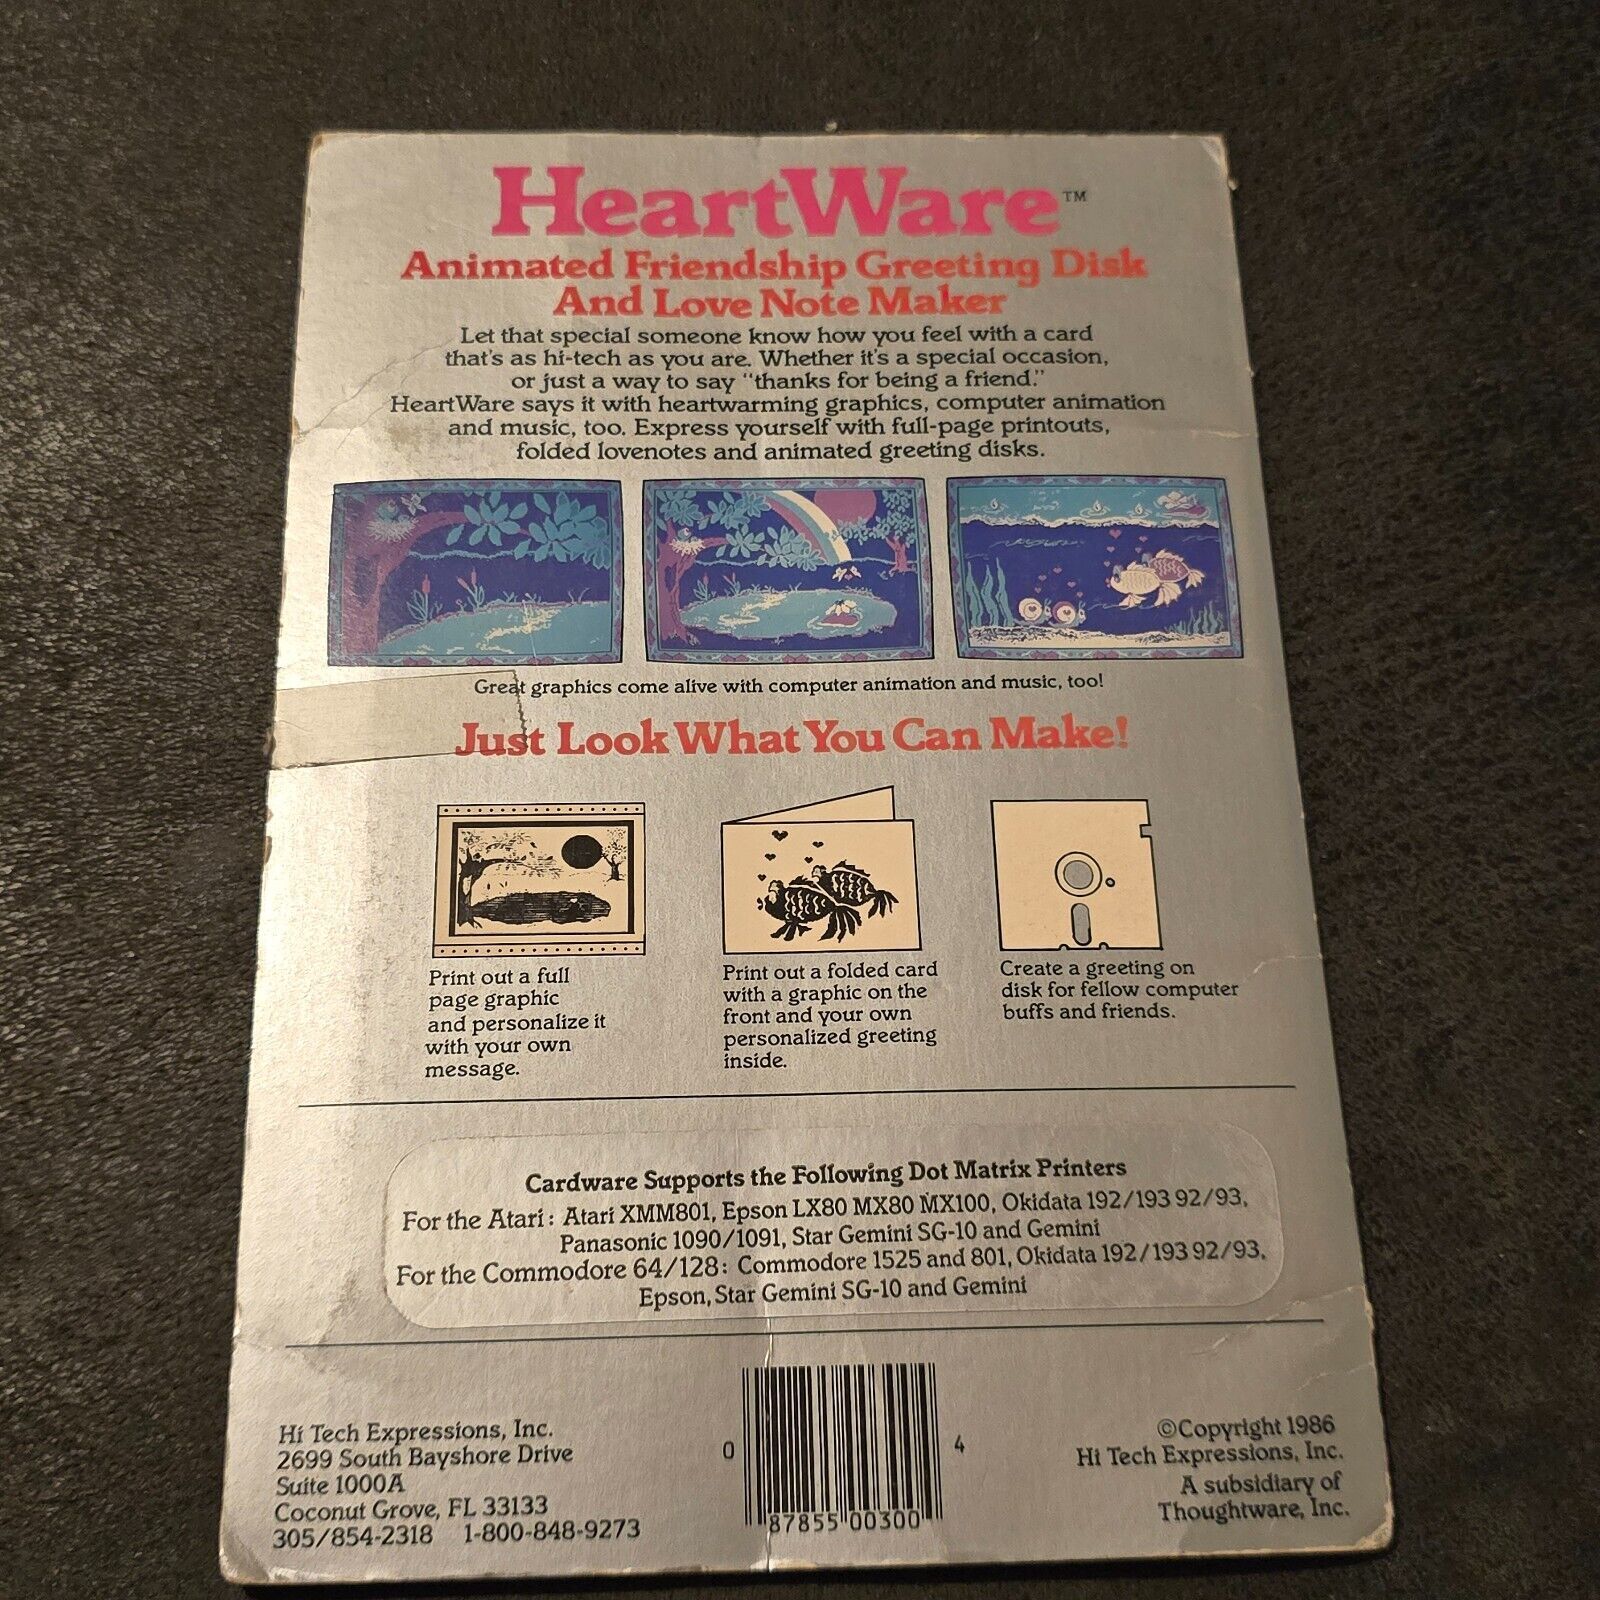 HeartWare™
Animated Friendship Greeting Disk
And Love Note Maker
Let that special someone know how you feel with a card
that's as hi-tech as you are. Whether it's a special occasion,
or just a way to say "thanks for being a friend."
HeartWare says it with heartwarming graphics, computer animation
and music, too. Express yourself with full-page printouts,
folded lovenotes and animated greeting disks.
Great graphics come alive with computer animation and music, too!
Just Look What You Can Make!
Print out a full
page graphic
and personalize it
with your own
message.
Print out a folded card
with a graphic on the
front and your own
personalized greeting
inside.
Create a greeting on
disk for fellow computer
buffs and friends.
Cardware Supports the Following Dot Matrix Printers
For the Atari: Atari XMM801, Epson LX80 MX80 MX100, Okidata 192/193 92/93,
Panasonic 1090/1091, Star Gemini SG-10 and Gemini
For the Commodore 64/128: Commodore 1525 and 801, Okidata 192/193 92/93,
Epson, Star Gemini SG-10 and Gemini
Hi Tech Expressions, Inc.
2699 South Bayshore Drive
Suite 1000A
Coconut Grove, FL 33133
305/854-2318 1-800-848-9273
0 87855 00300 4
©Copyright 1986
Hi Tech Expressions, Inc.
A subsidiary of
Thoughtware, Inc.